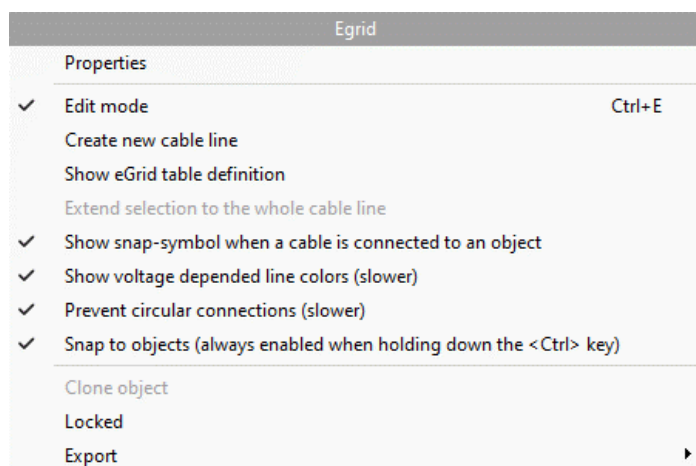 Egrid
Properties
Edit mode Ctrl+E
Create new cable line
Show eGrid table definition
Extend selection to the whole cable line
Show snap-symbol when a cable is connected to an object
Show voltage depended line colors (slower)
Prevent circular connections (slower)
Snap to objects (always enabled when holding down the <Ctrl> key)
Clone object
Locked
Export